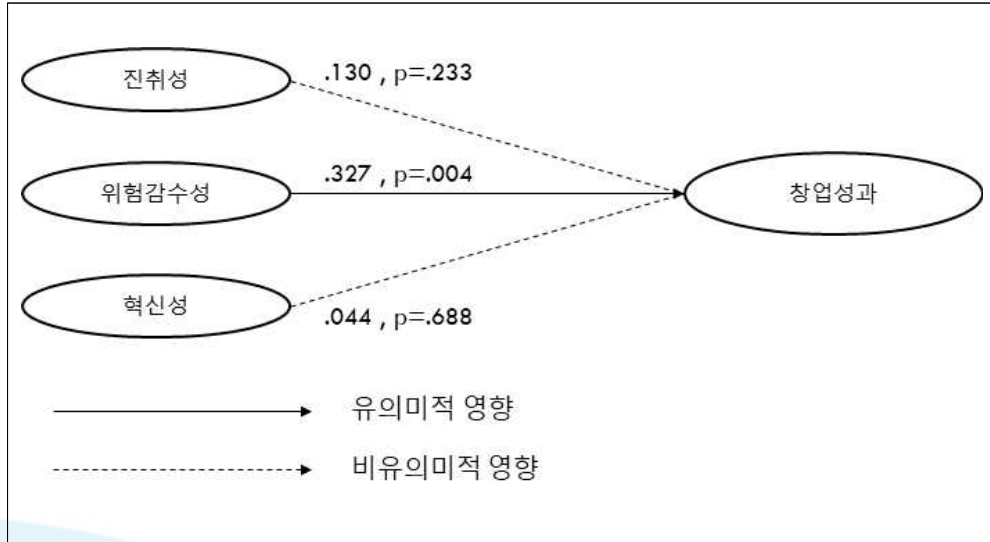 진취성
.130 , p=.233
위험감수성
.327 , p=.004
창업성과
혁신성
.044 , p=.688
유의미적 영향
비유의미적 영향